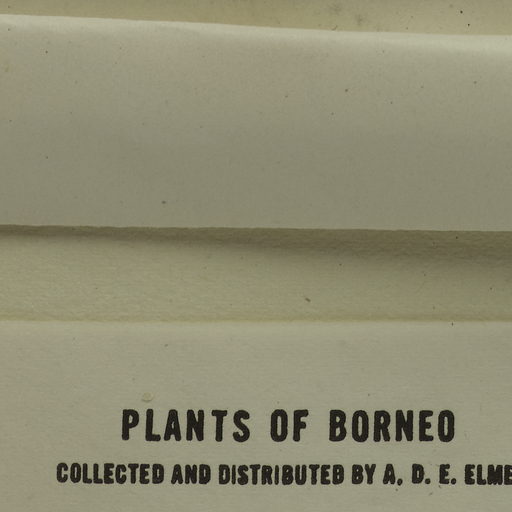 PLANTS OF BORNEO
COLLECTED AND DISTRIBUTED BY A. D. E. ELME